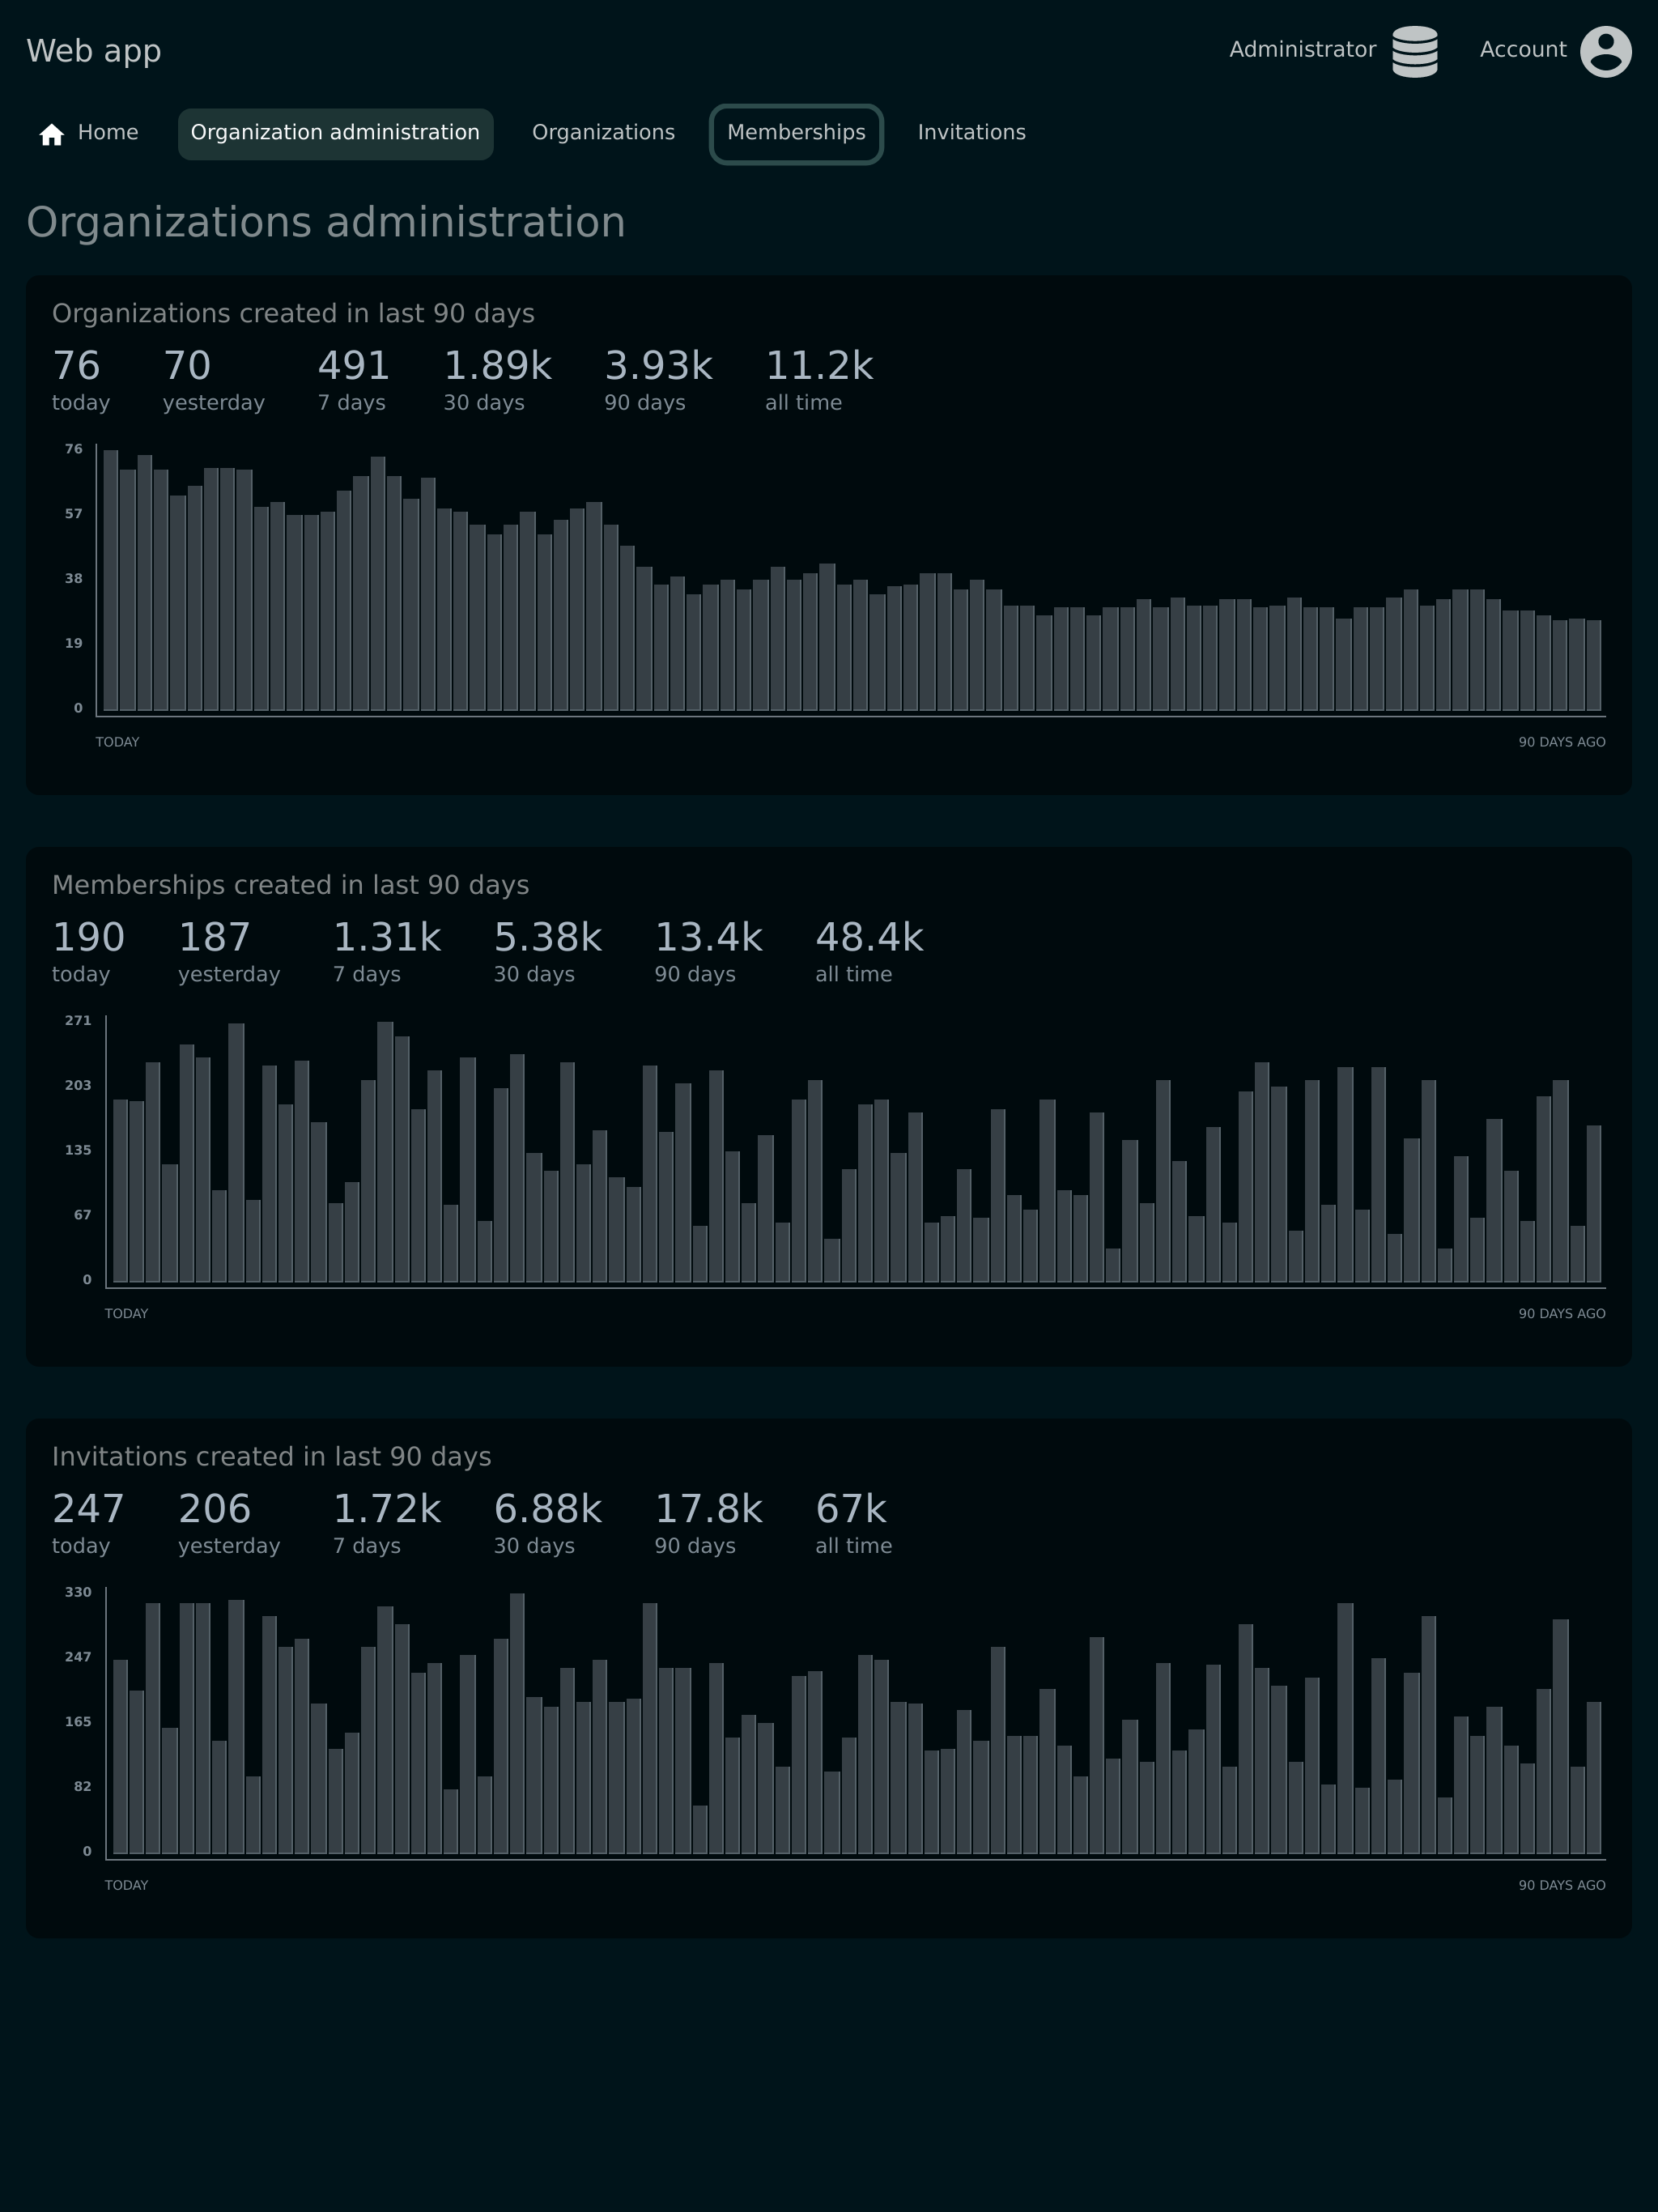 Web app
Administrator
Account
Home
Organization administration
Organizations
Memberships
Invitations
Organizations administration
Organizations created in last 90 days
76 70 491 1.89k 3.93k 11.2k
today yesterday 7 days 30 days 90 days all time
76
57
38
19
0
TODAY 90 DAYS AGO
Memberships created in last 90 days
190 187 1.31k 5.38k 13.4k 48.4k
today yesterday 7 days 30 days 90 days all time
271
203
135
67
0
TODAY 90 DAYS AGO
Invitations created in last 90 days
247 206 1.72k 6.88k 17.8k 67k
today yesterday 7 days 30 days 90 days all time
330
247
165
82
0
TODAY 90 DAYS AGO